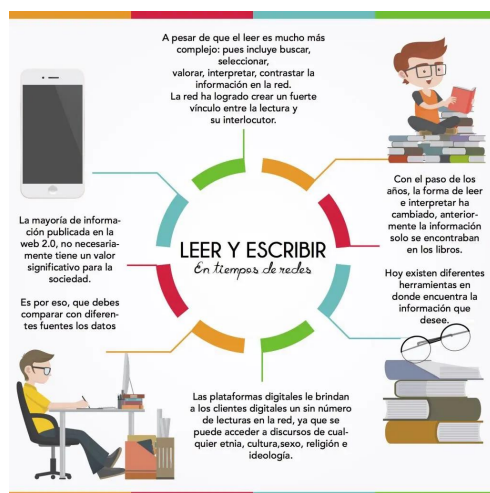 A pesar de que el leer es mucho más
complejo: pues incluye buscar,
seleccionar,
valorar, interpretar, contrastar la
información en la red.
La red ha logrado crear un fuerte
vínculo entre la lectura y
su interlocutor.
Con el paso de los
años, la forma de leer
e interpretar ha
cambiado, anterior-
mente la información
solo se encontraban
en los libros.
Hoy existen diferentes
herramientas en
donde encuentra la
información que
desee.
La mayoría de informa-
ción publicada en la
web 2.0, no necesaria-
mente tiene un valor
significativo para la
sociedad.
Es por eso, que debes
comparar con diferen-
tes fuentes los datos
LEER Y ESCRIBIR
En tiempos de redes
Las plataformas digitales le brindan
a los clientes digitales un sin número
de lecturas en la red, ya que se
puede acceder a discursos de cual-
quier etnia, cultura,sexo, religión e
ideología.